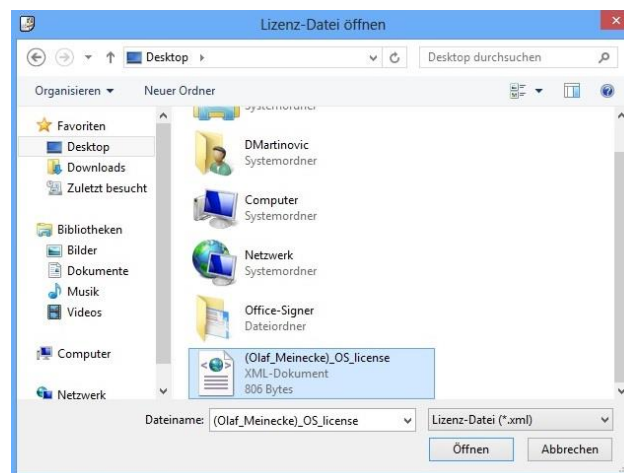 Lizenz-Datei öffnen
Desktop
Desktop durchsuchen
Organisieren
Neuer Ordner
Favoriten
Desktop
Downloads
Zuletzt besucht
Bibliotheken
Bilder
Dokumente
Musik
Videos
Computer
Netzwerk
Systemordner
DMartinovic
Systemordner
Computer
Systemordner
Netzwerk
Systemordner
Office-Signer
Dateiordner
(Olaf_Meinecke)_OS_license
XML-Dokument
806 Bytes
Dateiname: (Olaf_Meinecke)_OS_license
Lizenz-Datei (*.xml)
Öffnen
Abbrechen